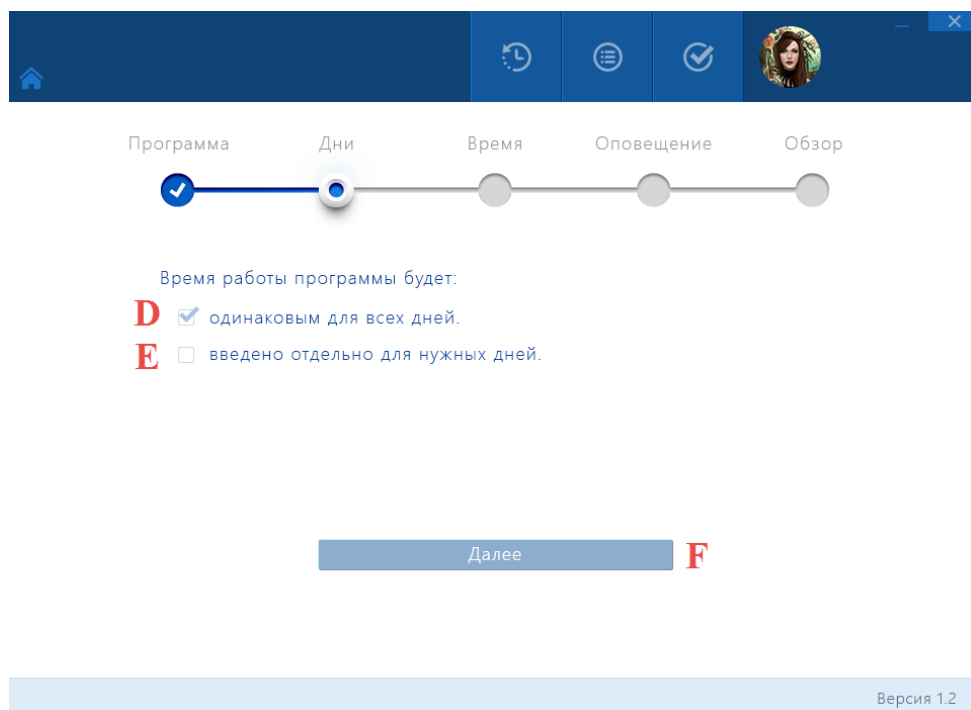 Программа Дни Время Оповещение Обзор
Время работы программы будет:
D одинаковым для всех дней.
E введено отдельно для нужных дней.
Далее F
Версия 1.2